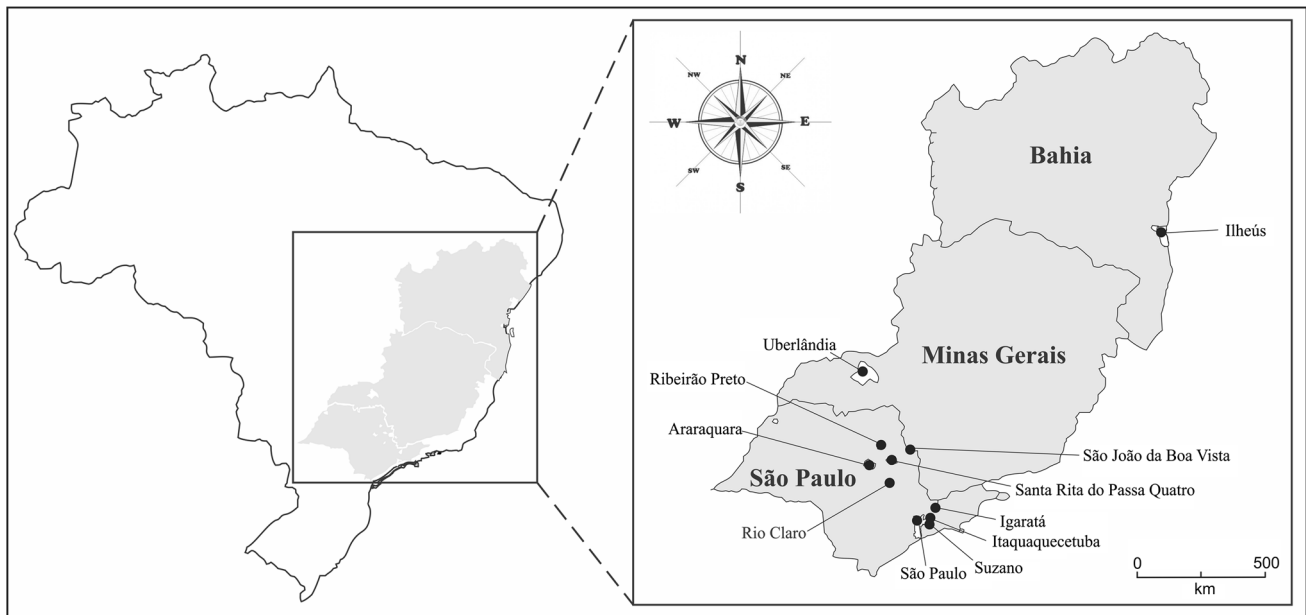 N
NW
NE
W
E
SW
SE
S
Bahia
Ilheús
Minas Gerais
Uberlândia
Ribeirão Preto
Araraquara
São João da Boa Vista
São Paulo
Santa Rita do Passa Quatro
Igaratá
Rio Claro
Itaquaquecetuba
São Paulo
Suzano
0
500
km